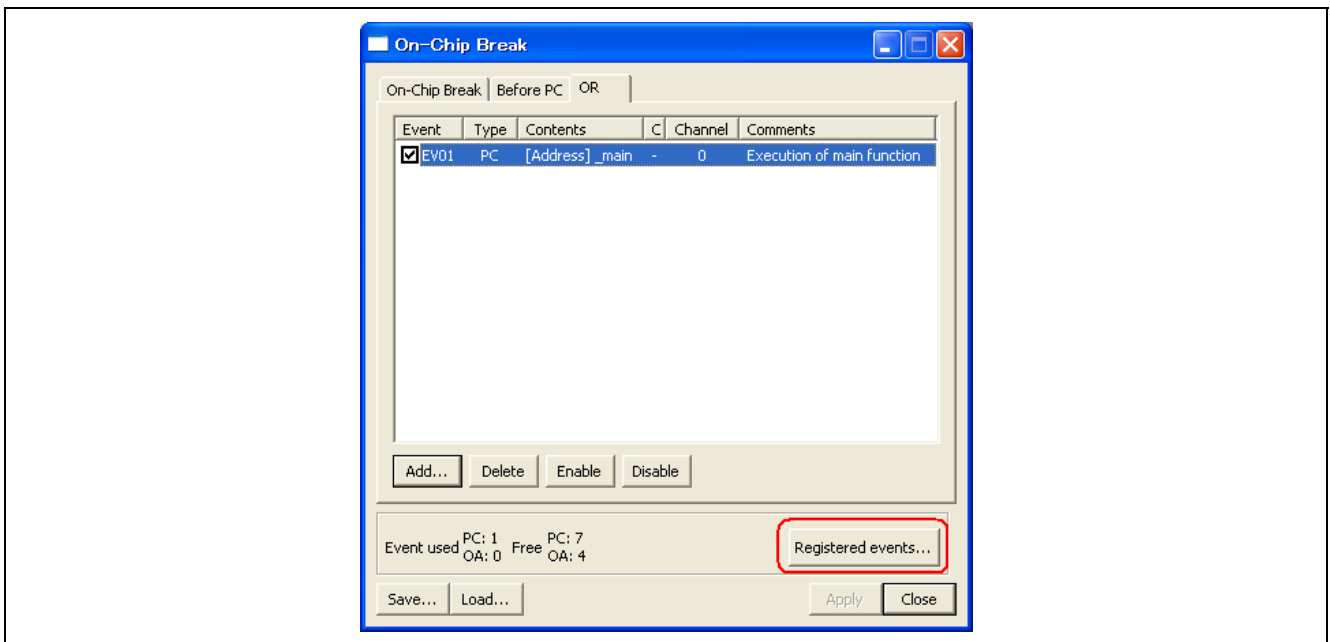 On-Chip Break
On-Chip Break Before PC OR
Event Type Contents C Channel Comments
EV01 PC [Address] _main - 0 Execution of main function
Add... Delete Enable Disable
Event used PC: 1 Free PC: 7
OA: 0 OA: 4
Registered events...
Save... Load... Apply Close